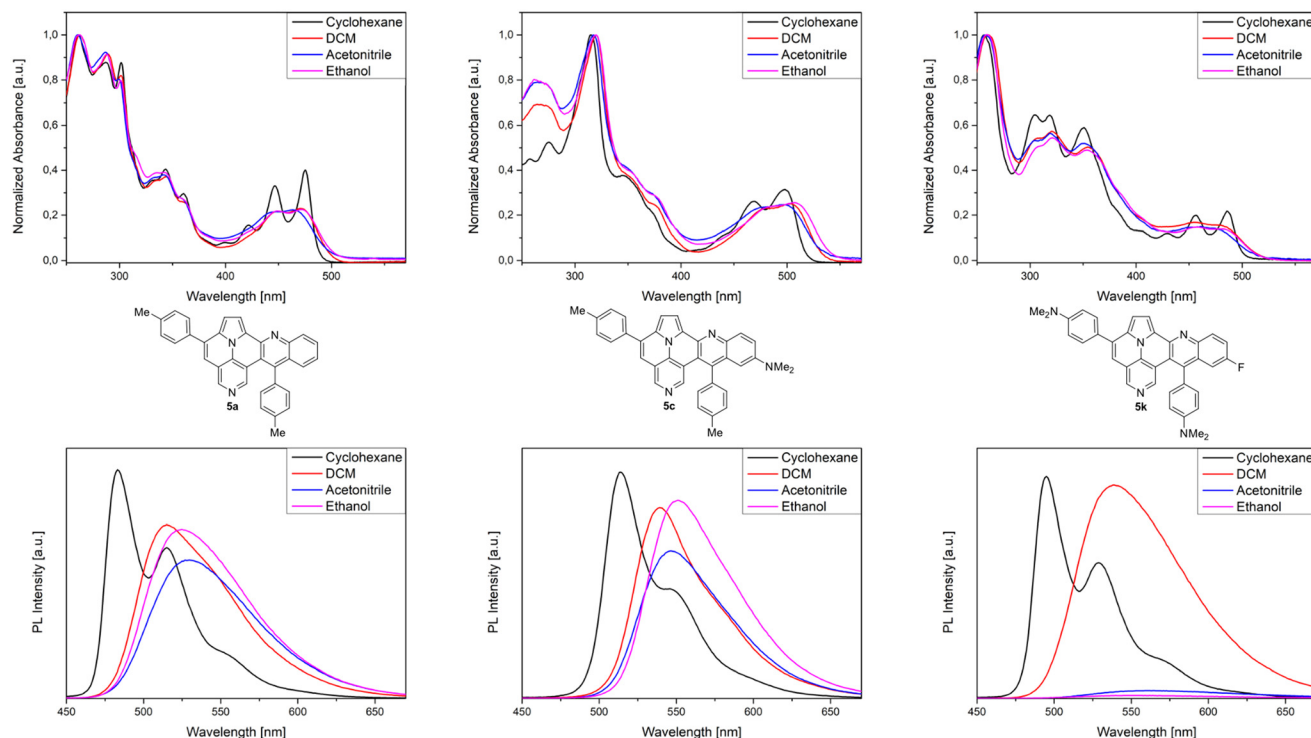 Cyclohexane
DCM
Acetonitrile
Ethanol
Normalized Absorbance [a.u.]
1,0
0,8
0,6
0,4
0,2
0,0
300
400
500
Wavelength [nm]
Cyclohexane
DCM
Acetonitrile
Ethanol
Normalized Absorbance [a.u.]
1,0
0,8
0,6
0,4
0,2
0,0
300
400
500
Wavelength [nm]
Cyclohexane
DCM
Acetonitrile
Ethanol
Normalized Absorbance [a.u.]
1,0
0,8
0,6
0,4
0,2
0,0
300
400
500
Wavelength [nm]
Me
N
N
N
5a
Me
Me
N
N
N
NMe2
5c
Me
Me2N
N
N
N
F
5k
NMe2
Cyclohexane
DCM
Acetonitrile
Ethanol
PL Intensity [a.u.]
450
500
550
600
650
Wavelength [nm]
Cyclohexane
DCM
Acetonitrile
Ethanol
PL Intensity [a.u.]
450
500
550
600
650
Wavelength [nm]
Cyclohexane
DCM
Acetonitrile
Ethanol
PL Intensity [a.u.]
450
500
550
600
650
Wavelength [nm]